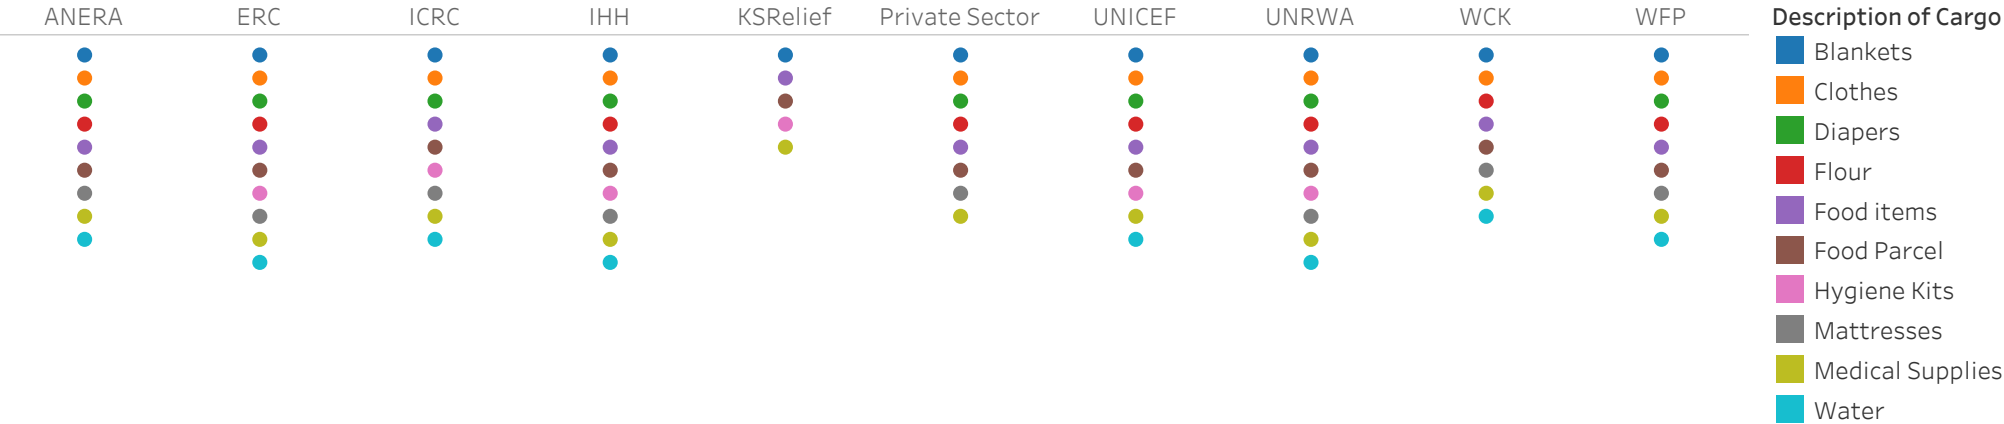 ANERA ERC ICRC IHH KSRelief Private Sector UNICEF UNRWA WCK WFP
Description of Cargo
Blankets
Clothes
Diapers
Flour
Food items
Food Parcel
Hygiene Kits
Mattresses
Medical Supplies
Water